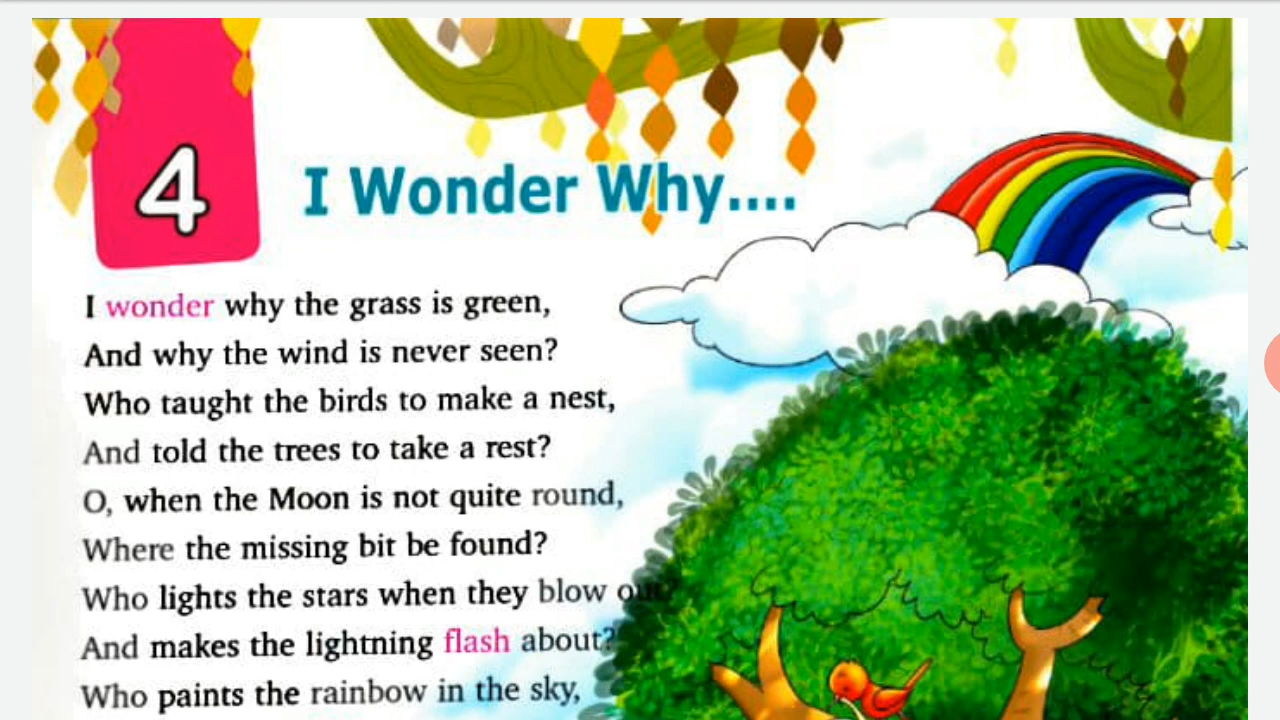 4
I Wonder Why....
I wonder why the grass is green,
And why the wind is never seen?
Who taught the birds to make a nest,
And told the trees to take a rest?
O, when the Moon is not quite round,
Where the missing bit be found?
Who lights the stars when they blow out?
And makes the lightning flash about?
Who paints the rainbow in the sky,